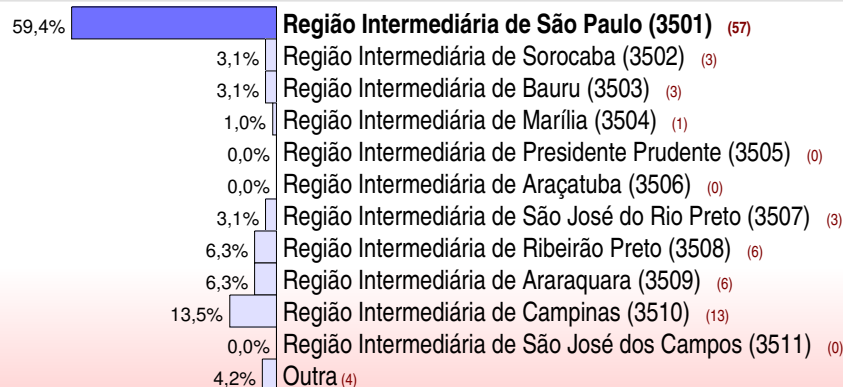 59,4% Região Intermediária de São Paulo (3501) (57)
3,1% Região Intermediária de Sorocaba (3502) (3)
3,1% Região Intermediária de Bauru (3503) (3)
1,0% Região Intermediária de Marília (3504) (1)
0,0% Região Intermediária de Presidente Prudente (3505) (0)
0,0% Região Intermediária de Araçatuba (3506) (0)
3,1% Região Intermediária de São José do Rio Preto (3507) (3)
6,3% Região Intermediária de Ribeirão Preto (3508) (6)
6,3% Região Intermediária de Araraquara (3509) (6)
13,5% Região Intermediária de Campinas (3510) (13)
0,0% Região Intermediária de São José dos Campos (3511) (0)
4,2% Outra (4)